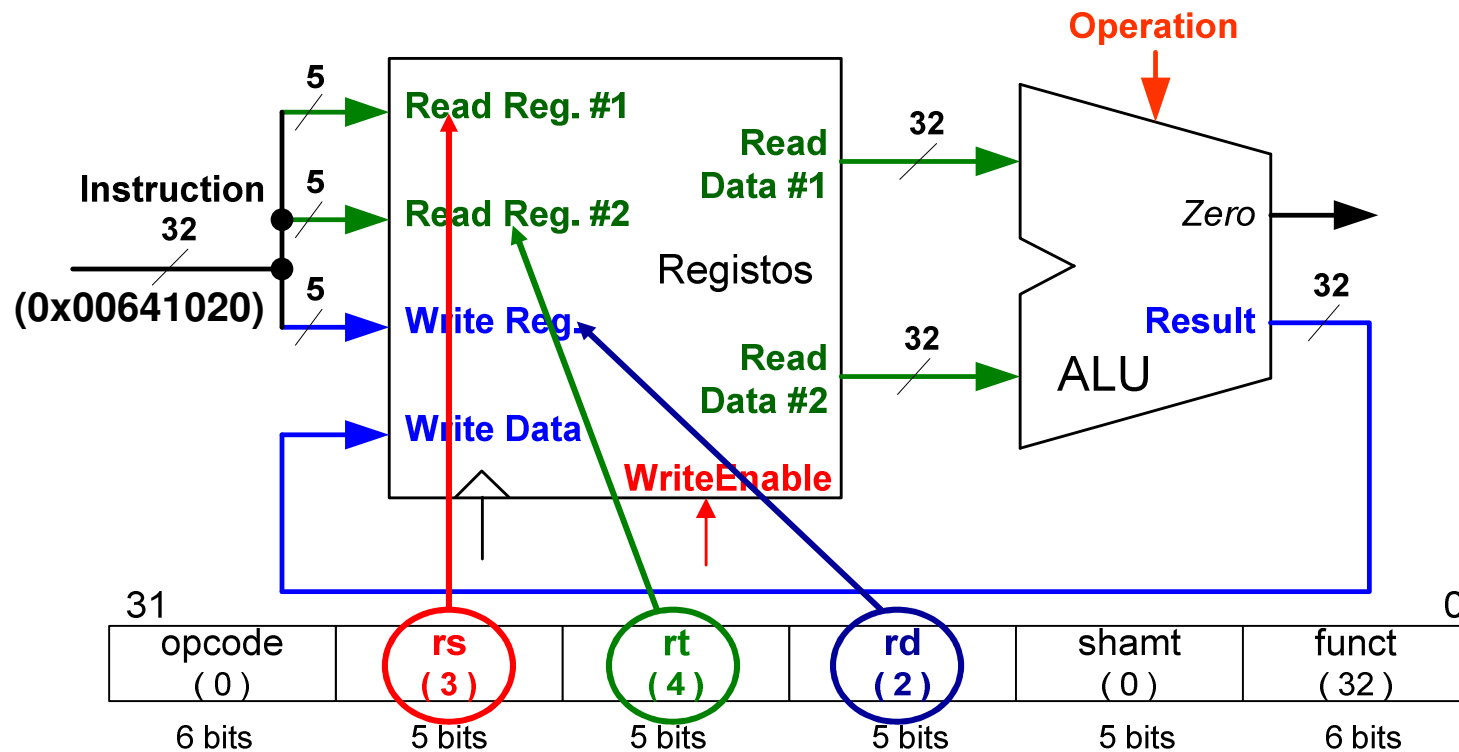 Operation
5
Read Reg. #1
32
Read
Data #1
Instruction
32
5
Read Reg. #2
Zero
Registos
(0x00641020)
5
Write Reg.
32
Read
Data #2
Result
32
ALU
Write Data
WriteEnable
31
0
opcode
(0)
6 bits
rs
(3)
5 bits
rt
(4)
5 bits
rd
(2)
5 bits
shamt
(0)
5 bits
funct
(32)
6 bits